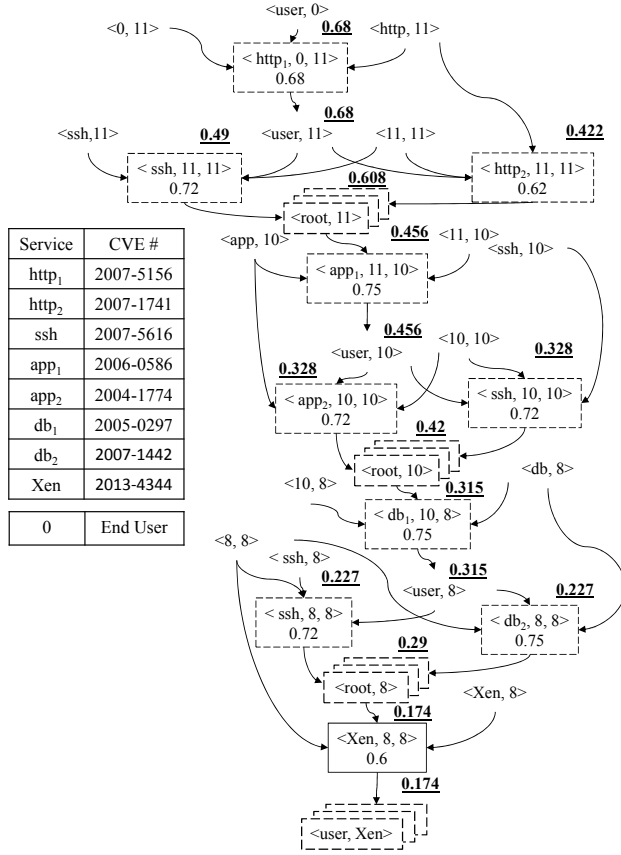 <user, 0>
<0, 11>
0.68
<http, 11>
< http₁, 0, 11>
0.68
0.68
<ssh,11>
0.49
<user, 11>
<11, 11>
0.422
< ssh, 11, 11>
0.72
< http₂, 11, 11>
0.62
0.608
<root, 11>
<app, 10>
0.456
<11, 10>
<ssh, 10>
< app₁, 11, 10>
0.75
0.456
<user, 10>
<10, 10>
0.328
0.328
< app₂, 10, 10>
0.72
< ssh, 10, 10>
0.72
0.42
<root, 10>
<10, 8>
0.315
<db, 8>
< db₁, 10, 8>
0.75
<8, 8>
< ssh, 8>
0.315
0.227
<user, 8>
0.227
< ssh, 8, 8>
0.72
< db₂, 8, 8>
0.75
0.29
<root, 8>
<Xen, 8>
0.174
<Xen, 8, 8>
0.6
0.174
<user, Xen>
Service CVE #
http₁ 2007-5156
http₂ 2007-1741
ssh 2007-5616
app₁ 2006-0586
app₂ 2004-1774
db₁ 2005-0297
db₂ 2007-1442
Xen 2013-4344
0 End User